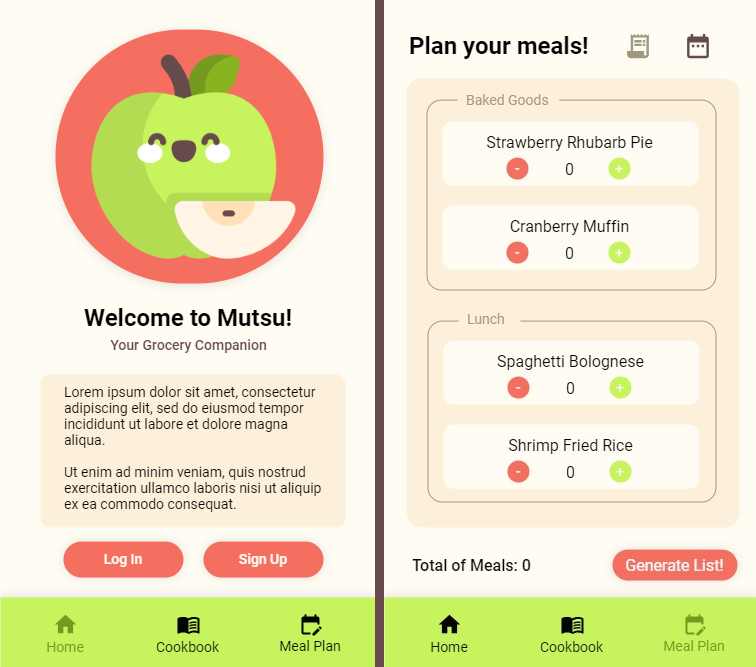 Welcome to Mutsu!
Your Grocery Companion
Lorem ipsum dolor sit amet, consectetur
adipiscing elit, sed do eiusmod tempor
incididunt ut labore et dolore magna
aliqua.
Ut enim ad minim veniam, quis nostrud
exercitation ullamco laboris nisi ut aliquip
ex ea commodo consequat.
Log In
Sign Up
Home
Cookbook
Meal Plan
Plan your meals!
Baked Goods
Strawberry Rhubarb Pie
- 0 +
Cranberry Muffin
- 0 +
Lunch
Spaghetti Bolognese
- 0 +
Shrimp Fried Rice
- 0 +
Total of Meals: 0
Generate List!
Home
Cookbook
Meal Plan